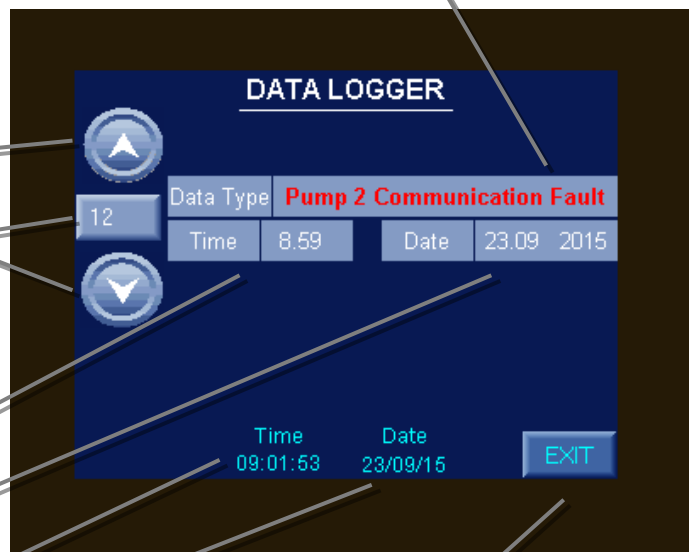 DATA LOGGER
Data Type Pump 2 Communication Fault
12
Time 8.59 Date 23.09 2015
Time Date
09:01:53 23/09/15
EXIT